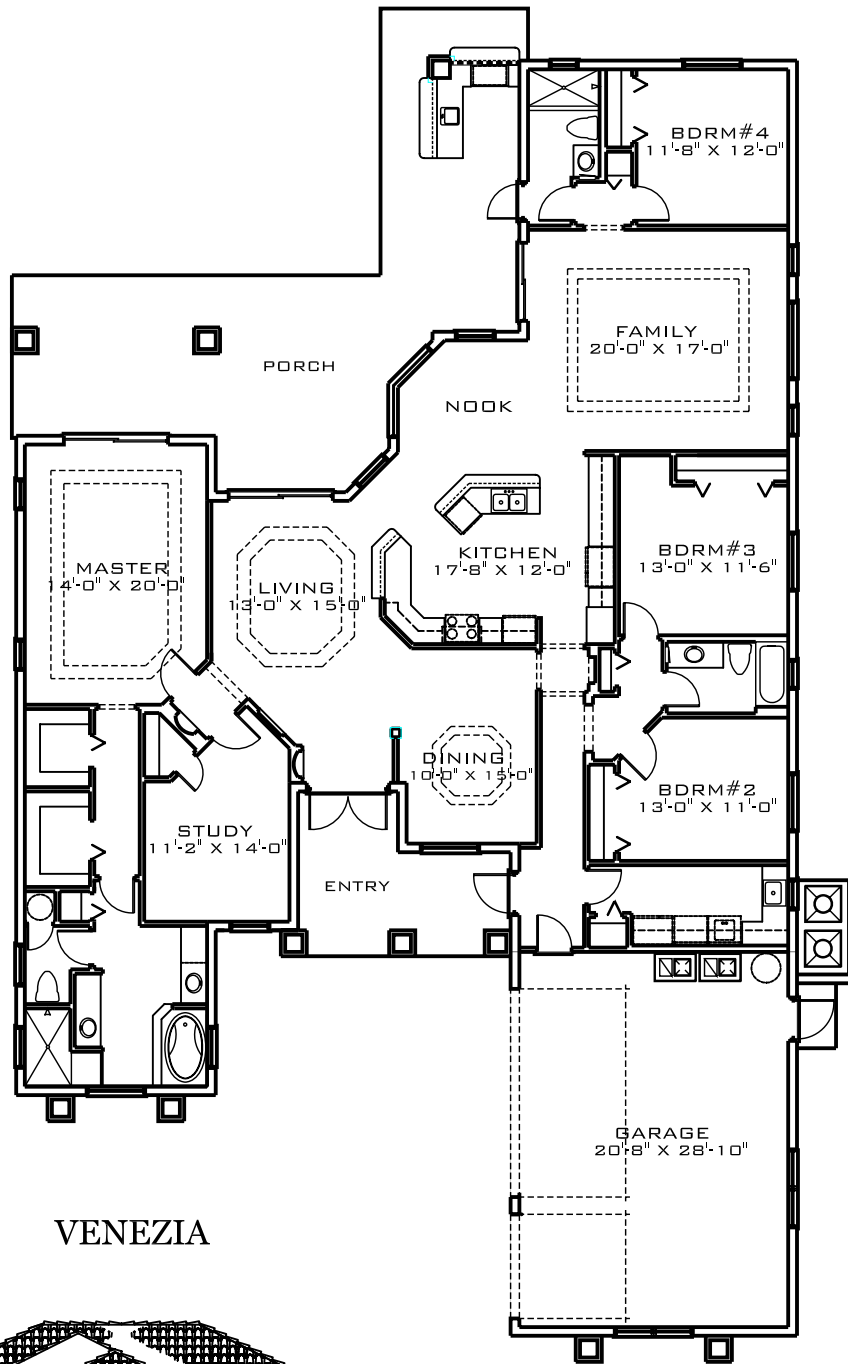 BDRM#4
11'-8" X 12'-0"
FAMILY
20'-0" X 17'-0"
PORCH
NOOK
MASTER
14'-0" X 20'-0"
LIVING
13'-0" X 15'-0"
KITCHEN
17'-8" X 12'-0"
BDRM#3
13'-0" X 11'-6"
DINING
10'-0" X 15'-0"
BDRM#2
13'-0" X 11'-0"
STUDY
11'-2" X 14'-0"
ENTRY
GARAGE
20'-8" X 28'-10"
VENEZIA